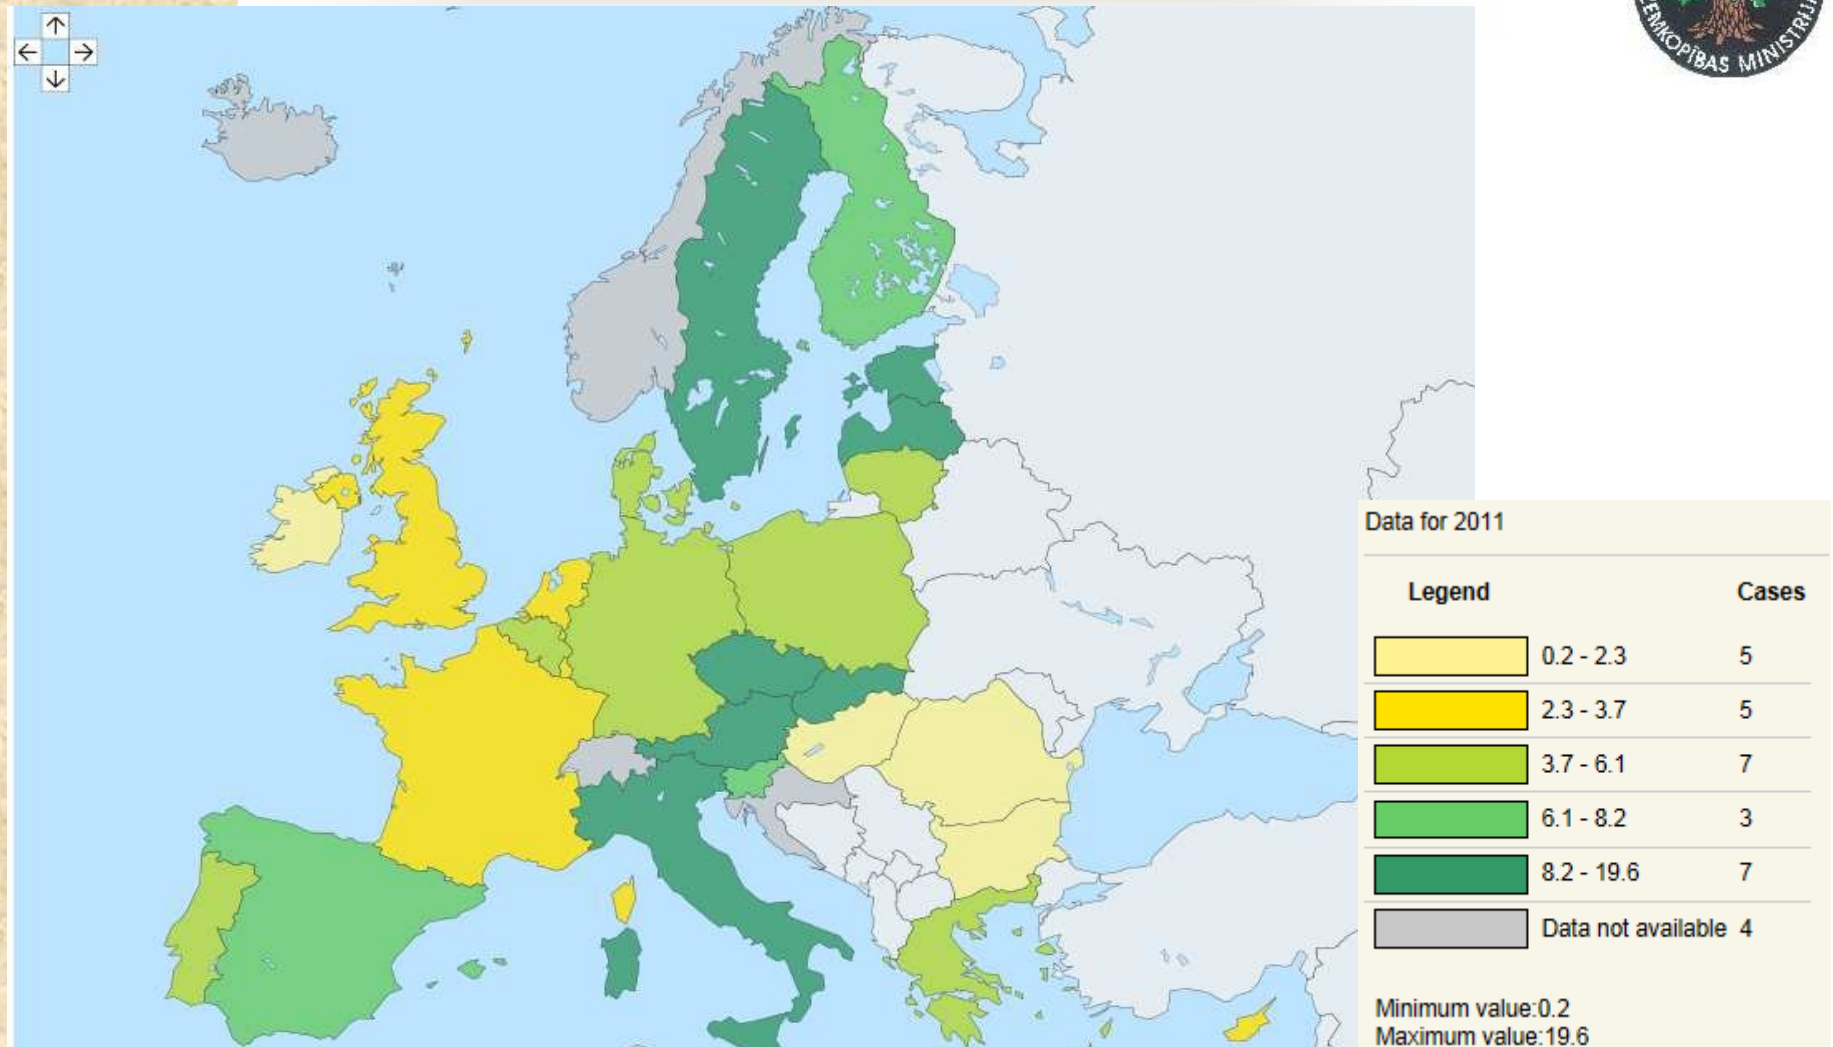 ZEMKOPĪBAS MINISTRIJA
Data for 2011
Legend Cases
0.2 - 2.3 5
2.3 - 3.7 5
3.7 - 6.1 7
6.1 - 8.2 3
8.2 - 19.6 7
Data not available 4
Minimum value:0.2
Maximum value:19.6